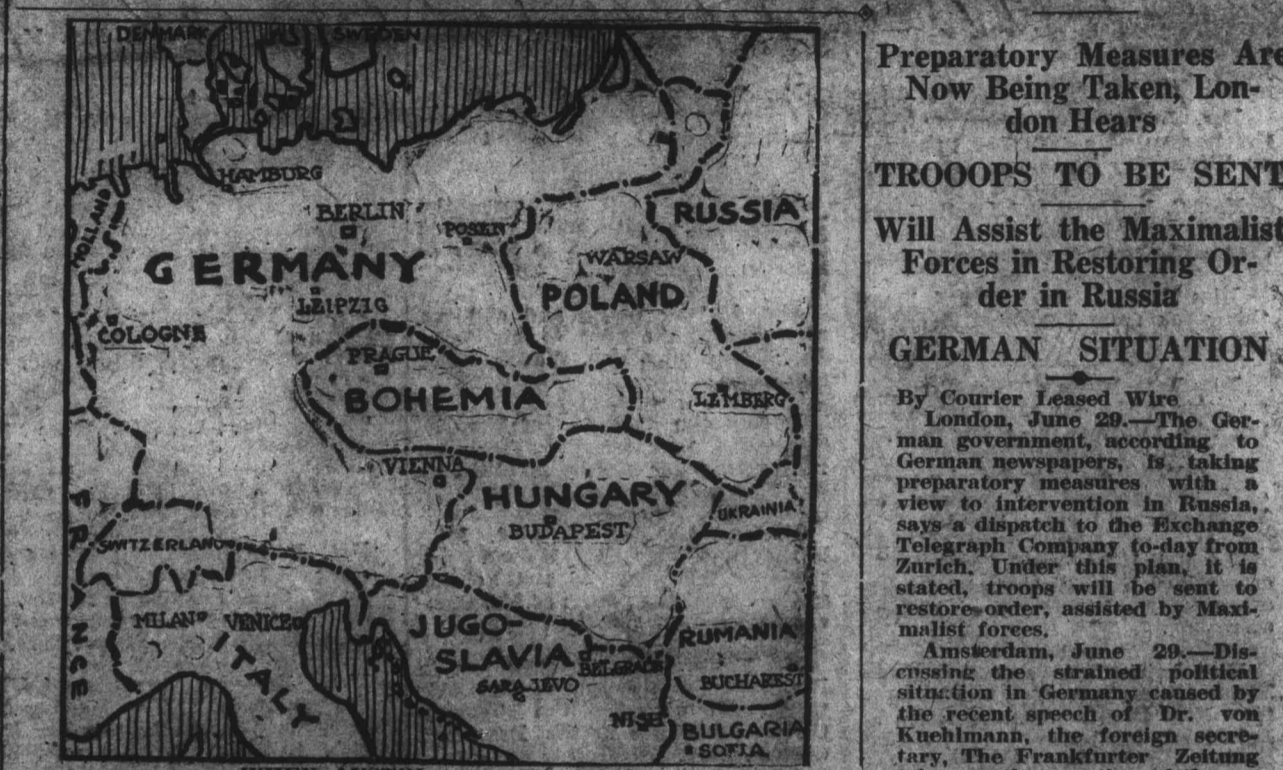 DENMARK
SWEDEN
HAMBURG
HOLLAND
BERLIN
POSEN
RUSSIA
GERMANY
WARSAW
LEIPZIG
POLAND
COLOGNE
PRAGUE
BOHEMIA
LEMBERG
VIENNA
HUNGARY
UKRAINIA
BUDAPEST
FRANCE
SWITZERLAND
MILAN
VENICE
ITALY
JUGO-
SLAVIA
BELGRADE
SARAJEVO
RUMANIA
BUCHAREST
NISH
BULGARIA
SOFIA
Preparatory Measures Are
Now Being Taken, Lon-
don Hears
TROOOPS TO BE SENT
Will Assist the Maximalist
Forces in Restoring Or-
der in Russia
GERMAN SITUATION
By Courier Leased Wire
London, June 29.—The Ger-
man government, according to
German newspapers, is taking
preparatory measures with a
view to intervention in Russia,
says a dispatch to the Exchange
Telegraph Company to-day from
Zurich. Under this plan, it is
stated, troops will be sent to
restore order, assisted by Maxi-
malist forces.
Amsterdam, June 29.—Dis-
cussing the strained political
situation in Germany caused by
the recent speech of Dr. von
Kuehlmann, the foreign secre-
tary, The Frankfurter Zeitung